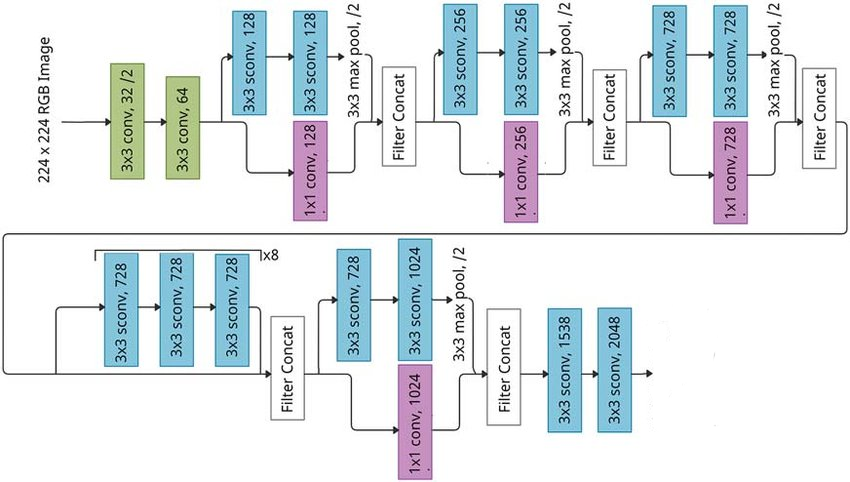 224 x 224 RGB Image
3x3 conv, 32 /2
3x3 conv, 64
3x3 sconv, 128
3x3 sconv, 128
3x3 max pool, /2
1x1 conv, 128
Filter Concat
3x3 sconv, 256
3x3 sconv, 256
3x3 max pool, /2
1x1 conv, 256
Filter Concat
3x3 sconv, 728
3x3 sconv, 728
3x3 max pool, /2
1x1 conv, 728
Filter Concat
3x3 sconv, 728
3x3 sconv, 728
3x3 sconv, 728
x8
Filter Concat
3x3 sconv, 728
3x3 sconv, 1024
3x3 max pool, /2
1x1 conv, 1024
Filter Concat
3x3 sconv, 1538
3x3 sconv, 2048